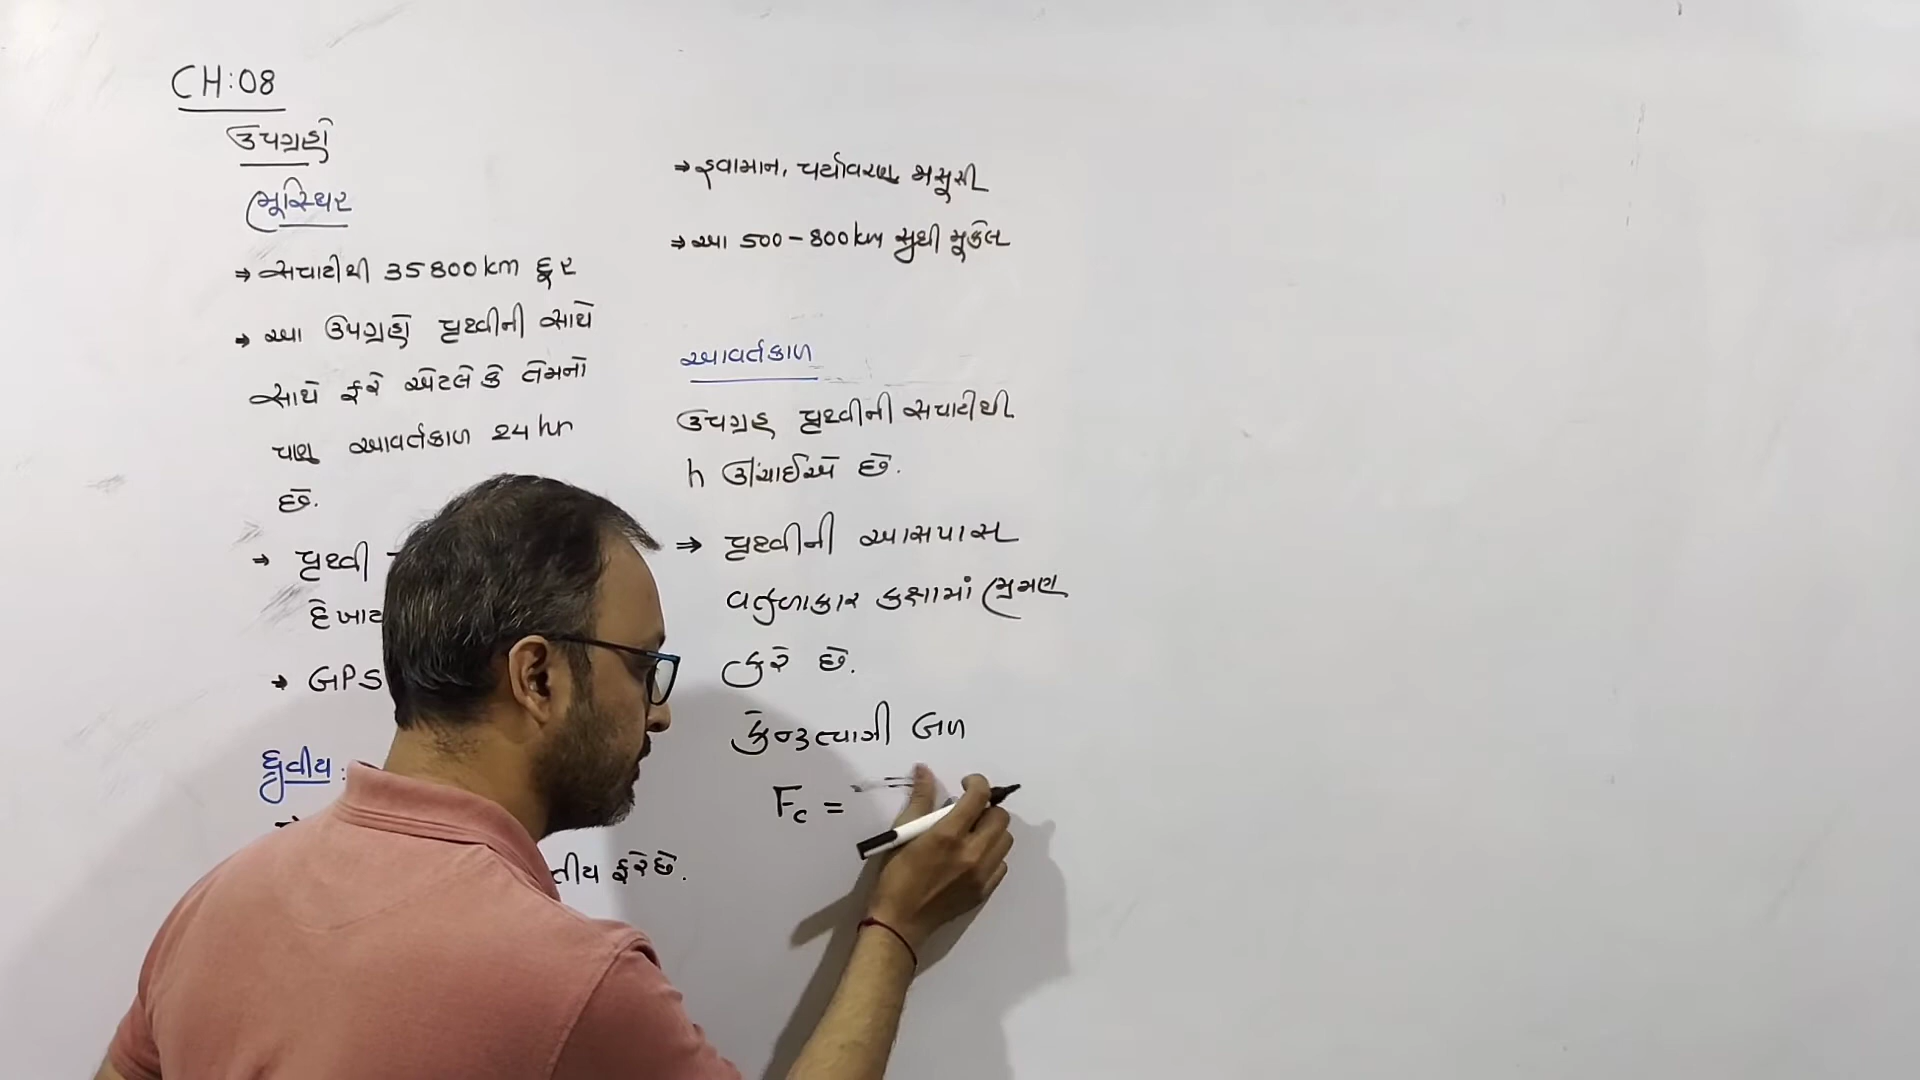 CH:08
ઉપગ્રહો
ભૂસ્થિર
⇒ સપાટીથી 35800 km દૂર
⇒ આ ઉપગ્રહો પૃથ્વીની સાથે
સાથે ફરે એટલે કે તેમનો
પણ આવર્તકાળ 24 hr
છે.
→ પૃથ્વી
દેખાય
→ GPS
ધ્રુવીય :
ફરે છે.
⇒ હવામાન, પર્યાવરણ, જાસૂસી
⇒ આ 500 - 800 km સુધી મૂકેલ
આવર્તકાળ
ઉપગ્રહ પૃથ્વીની સપાટીથી
h ઊંચાઈએ છે.
⇒ પૃથ્વીની આસપાસ
વર્તુળાકાર કક્ષામાં ભ્રમણ
કરે છે.
કેન્દ્રત્યાગી બળ
Fc =